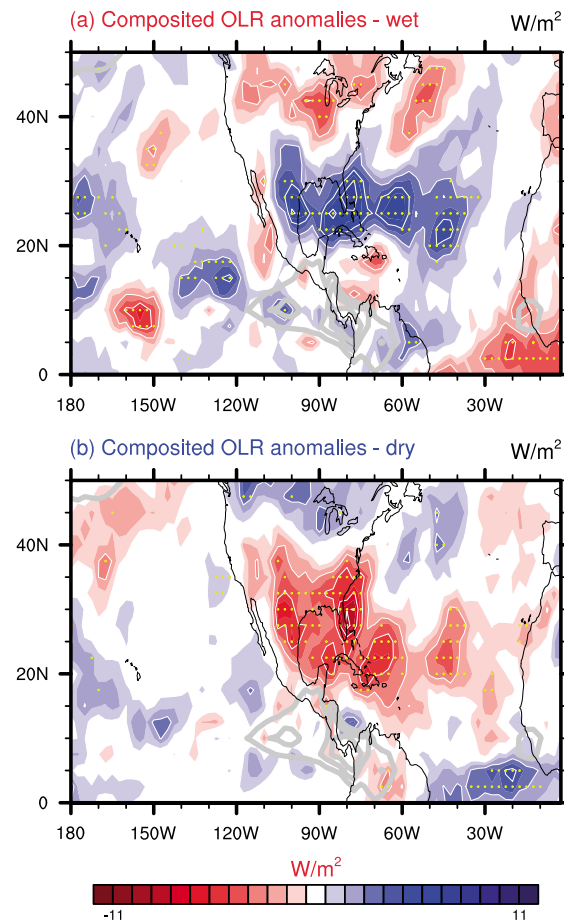 (a) Composited OLR anomalies - wet W/m²
40N
20N
0
180 150W 120W 90W 60W 30W
(b) Composited OLR anomalies - dry W/m²
40N
20N
0
180 150W 120W 90W 60W 30W
W/m²
-11 11